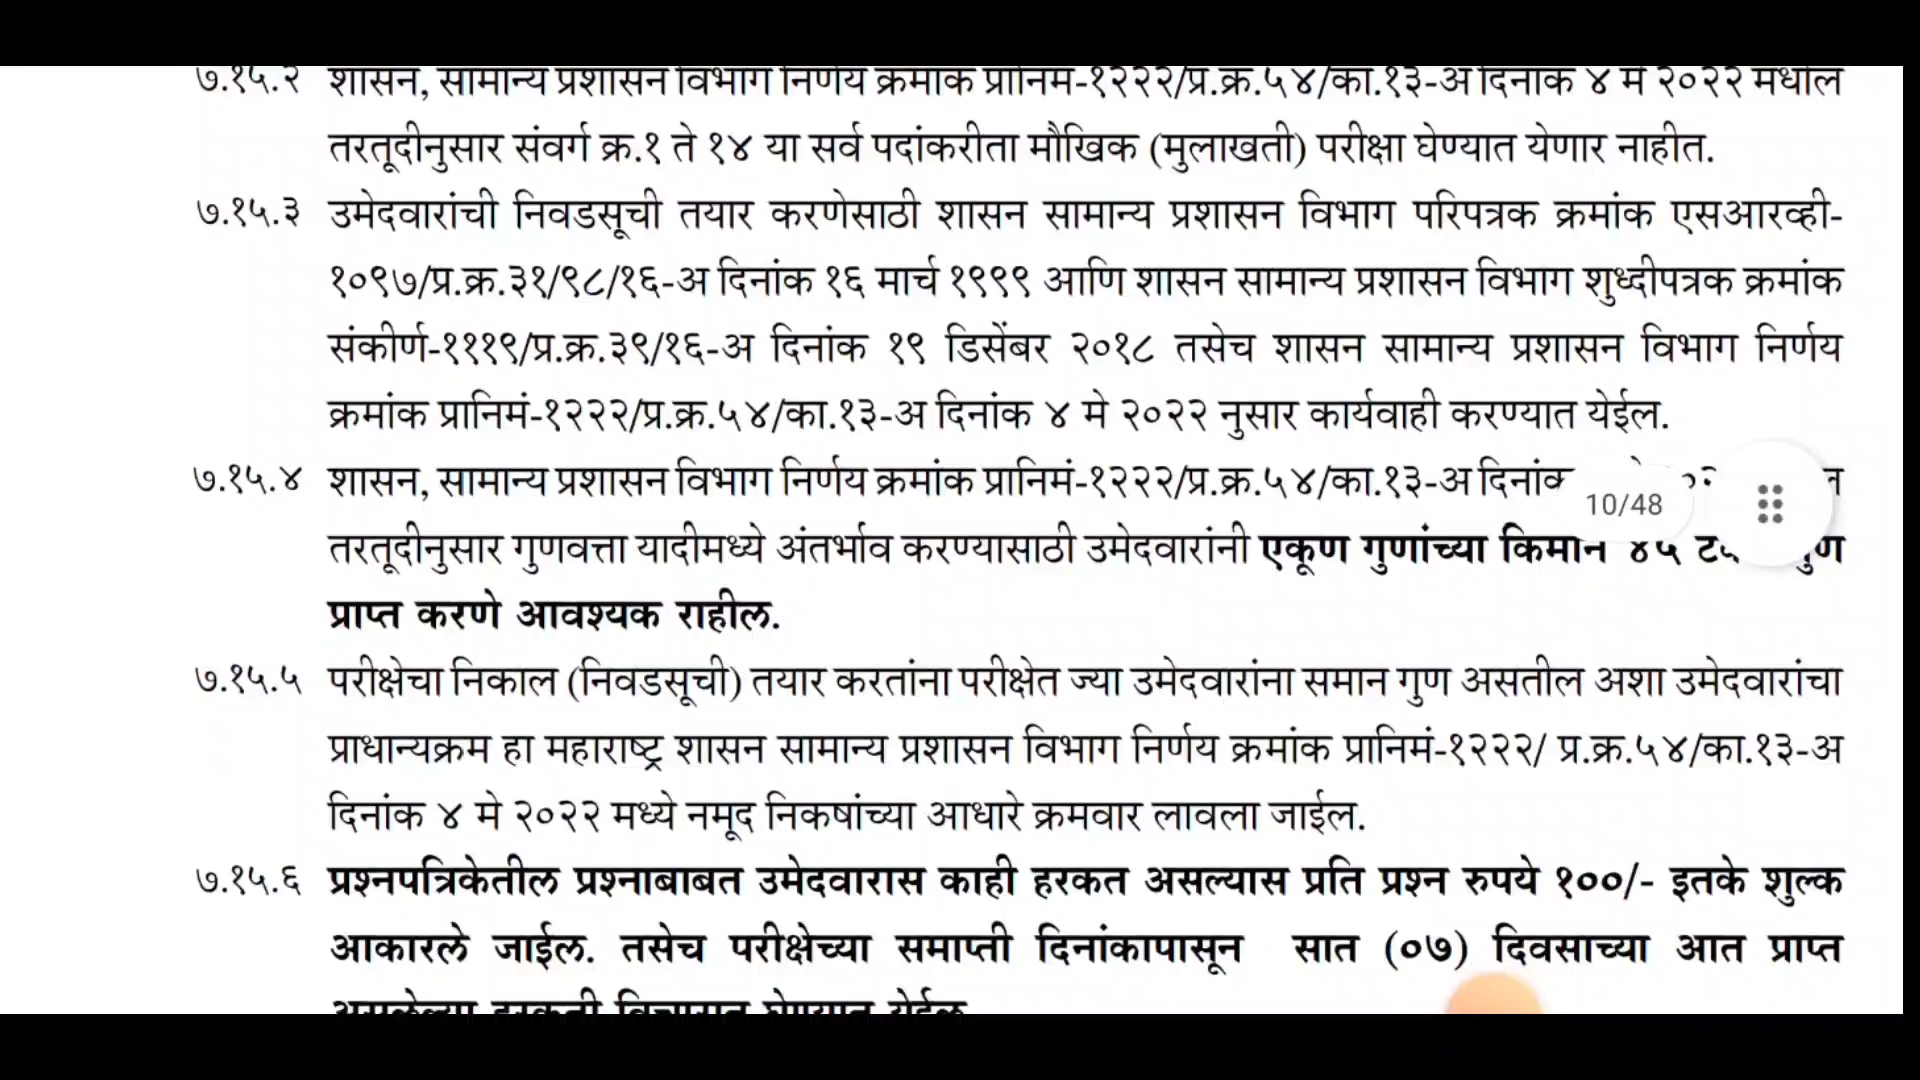 ७.१५.२ शासन, सामान्य प्रशासन विभाग निर्णय क्रमांक प्रानिमं-१२२२/प्र.क्र.५४/का.१३-अ दिनांक ४ मे २०२२ मधील
तरतूदीनुसार संवर्ग क्र.१ ते १४ या सर्व पदांकरीता मौखिक (मुलाखती) परीक्षा घेण्यात येणार नाहीत.
७.१५.३ उमेदवारांची निवडसूची तयार करणेसाठी शासन सामान्य प्रशासन विभाग परिपत्रक क्रमांक एसआरव्ही-
१०९७/प्र.क्र.३१/९८/१६-अ दिनांक १६ मार्च १९९९ आणि शासन सामान्य प्रशासन विभाग शुध्दीपत्रक क्रमांक
संकीर्ण-१११९/प्र.क्र.३९/१६-अ दिनांक १९ डिसेंबर २०१८ तसेच शासन सामान्य प्रशासन विभाग निर्णय
क्रमांक प्रानिमं-१२२२/प्र.क्र.५४/का.१३-अ दिनांक ४ मे २०२२ नुसार कार्यवाही करण्यात येईल.
७.१५.४ शासन, सामान्य प्रशासन विभाग निर्णय क्रमांक प्रानिमं-१२२२/प्र.क्र.५४/का.१३-अ दिनांक
10/48
तरतूदीनुसार गुणवत्ता यादीमध्ये अंतर्भाव करण्यासाठी उमेदवारांनी एकूण गुणांच्या किमान ४५
प्राप्त करणे आवश्यक राहील.
७.१५.५ परीक्षेचा निकाल (निवडसूची) तयार करतांना परीक्षेत ज्या उमेदवारांना समान गुण असतील अशा उमेदवारांचा
प्राधान्यक्रम हा महाराष्ट्र शासन सामान्य प्रशासन विभाग निर्णय क्रमांक प्रानिमं-१२२२/ प्र.क्र.५४/का.१३-अ
दिनांक ४ मे २०२२ मध्ये नमूद निकषांच्या आधारे क्रमवार लावला जाईल.
७.१५.६ प्रश्नपत्रिकेतील प्रश्नाबाबत उमेदवारास काही हरकत असल्यास प्रति प्रश्न रुपये १००/- इतके शुल्क
आकारले जाईल. तसेच परीक्षेच्या समाप्ती दिनांकापासून सात (०७) दिवसाच्या आत प्राप्त
असलेल्या हरकती विचारात घेण्यात येईल